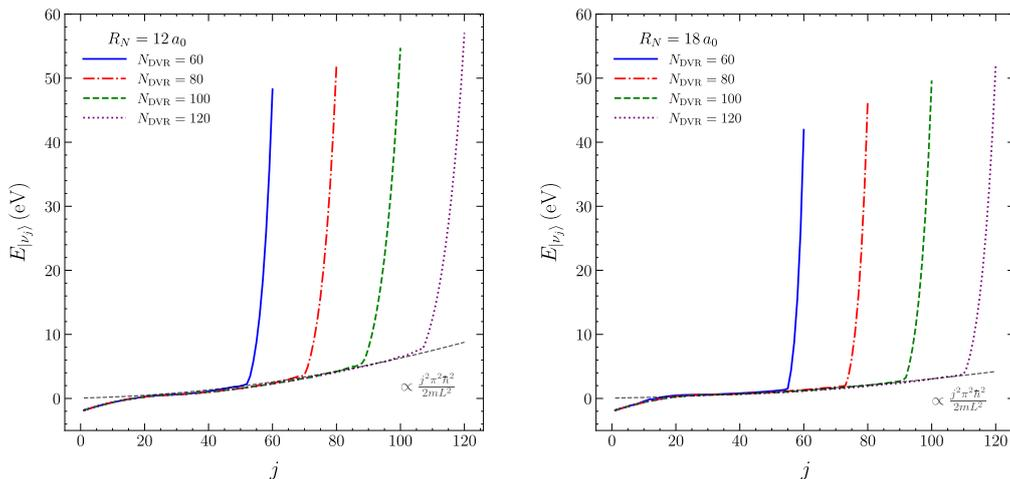 R_N = 12 a_0
N_DVR = 60
N_DVR = 80
N_DVR = 100
N_DVR = 120
60
50
40
30
20
10
0
E_{|ν_j⟩} (eV)
∝ j²π²ħ² / 2mL²
0 20 40 60 80 100 120
j
R_N = 18 a_0
N_DVR = 60
N_DVR = 80
N_DVR = 100
N_DVR = 120
60
50
40
30
20
10
0
E_{|ν_j⟩} (eV)
∝ j²π²ħ² / 2mL²
0 20 40 60 80 100 120
j